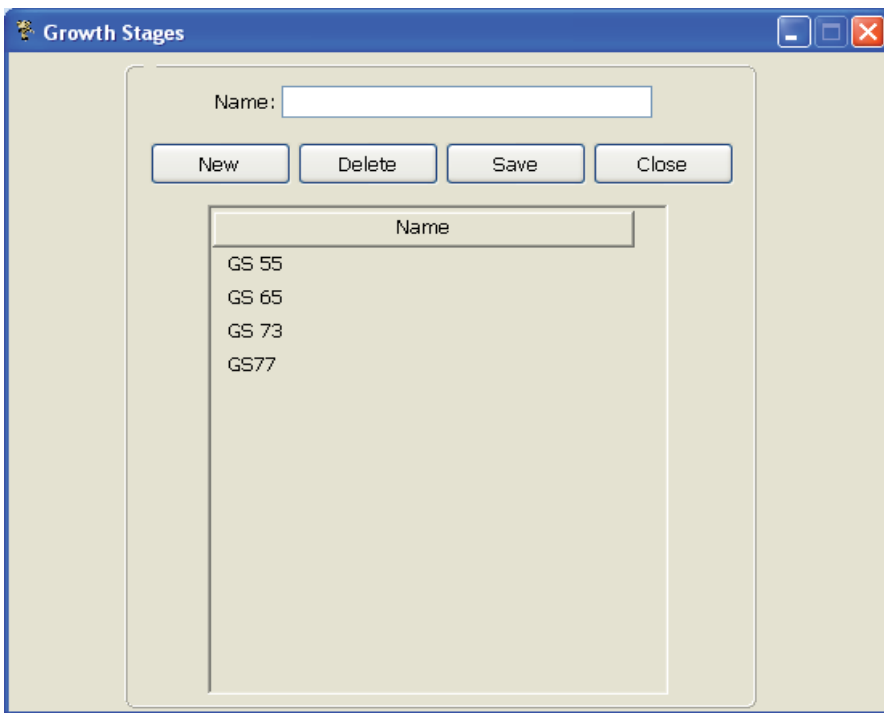 Growth Stages
Name:
New Delete Save Close
Name
GS 55
GS 65
GS 73
GS77